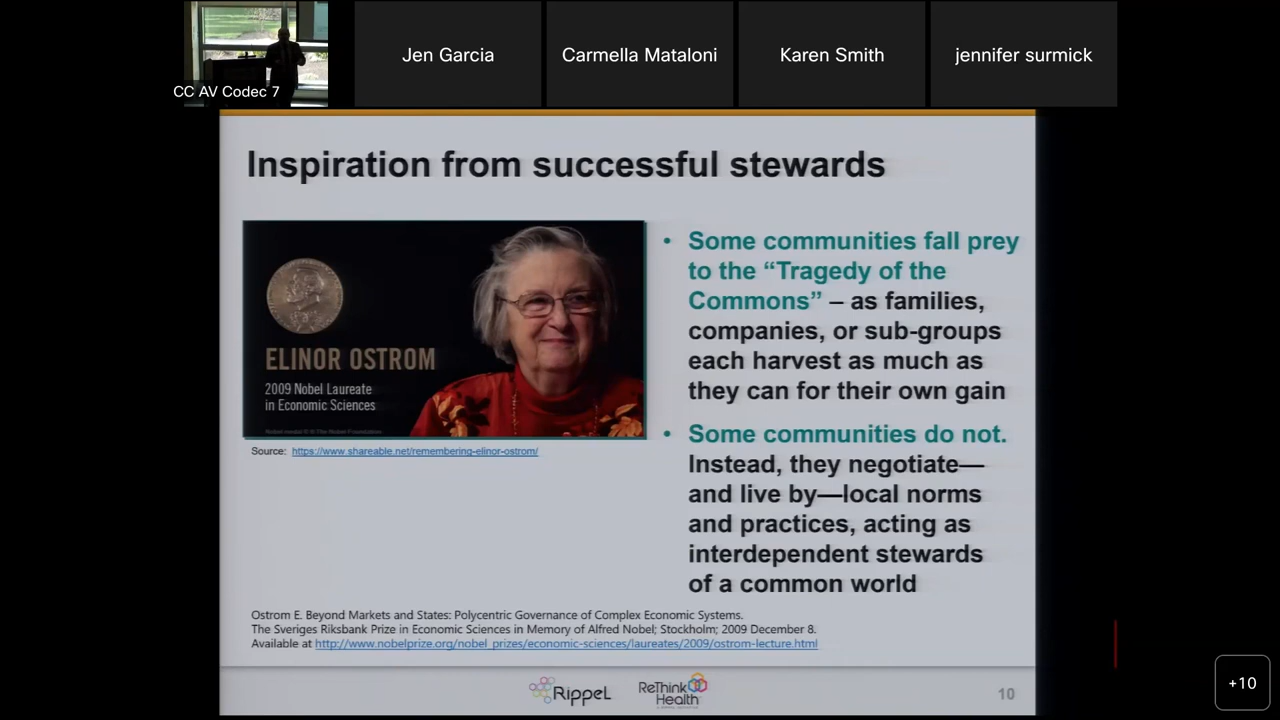 CC AV Codec 7
Jen Garcia
Carmella Mataloni
Karen Smith
jennifer surmick
Inspiration from successful stewards
ELINOR OSTROM
2009 Nobel Laureate
in Economic Sciences
Source: https://www.shareable.net/remembering-elinor-ostrom/
• Some communities fall prey
to the “Tragedy of the
Commons” – as families,
companies, or sub-groups
each harvest as much as
they can for their own gain
• Some communities do not.
Instead, they negotiate—
and live by—local norms
and practices, acting as
interdependent stewards
of a common world
Ostrom E. Beyond Markets and States: Polycentric Governance of Complex Economic Systems.
The Sveriges Riksbank Prize in Economic Sciences in Memory of Alfred Nobel; Stockholm; 2009 December 8.
Available at http://www.nobelprize.org/nobel_prizes/economic-sciences/laureates/2009/ostrom-lecture.html
RIPPEL
ReThink
Health
10
+10